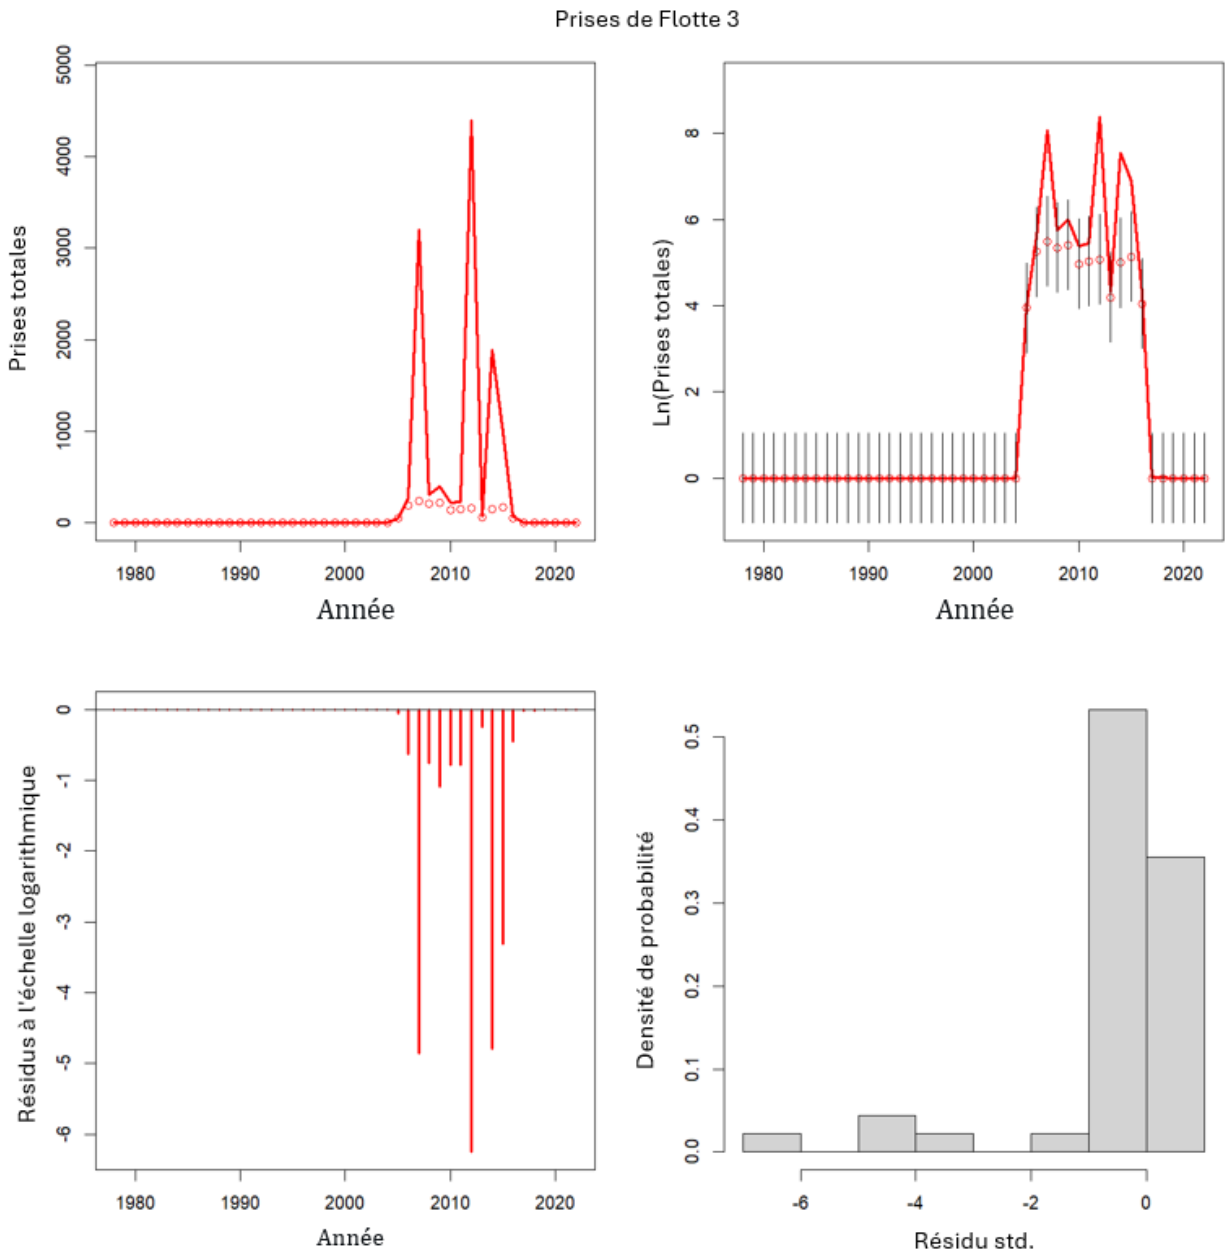 Prises de Flotte 3
Prises totales
5000
4000
3000
2000
1000
0
1980 1990 2000 2010 2020
Année
Ln(Prises totales)
8
6
4
2
0
1980 1990 2000 2010 2020
Année
Résidus à l'échelle logarithmique
0
-1
-2
-3
-4
-5
-6
1980 1990 2000 2010 2020
Année
Densité de probabilité
0.5
0.4
0.3
0.2
0.1
0.0
-6 -4 -2 0
Résidu std.